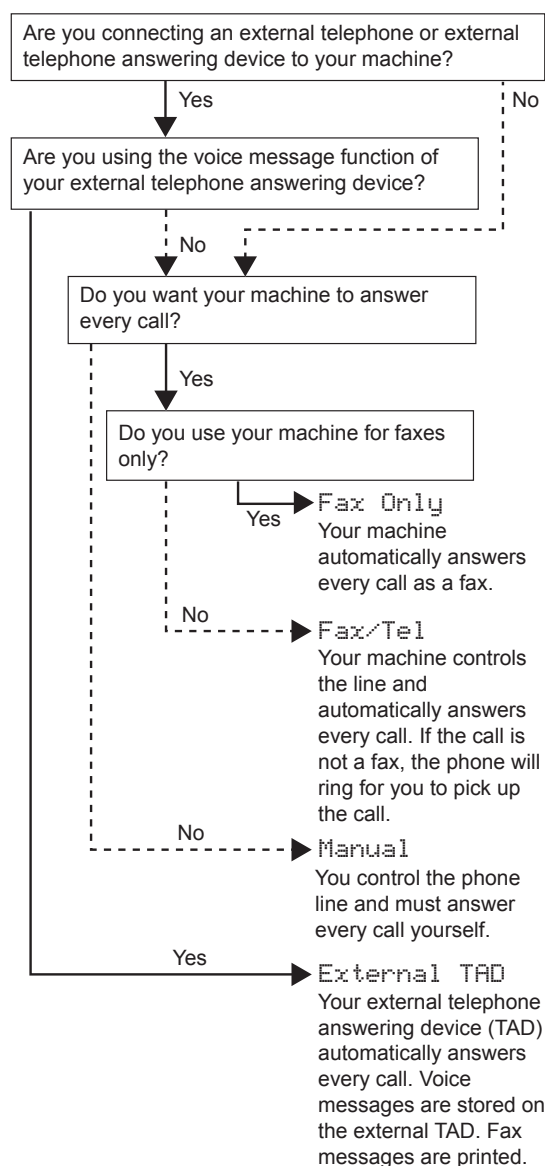 Are you connecting an external telephone or external
telephone answering device to your machine?
Yes
No
Are you using the voice message function of
your external telephone answering device?
No
Do you want your machine to answer
every call?
Yes
Do you use your machine for faxes
only?
Yes
Fax Only
Your machine
automatically answers
every call as a fax.
No
Fax/Tel
Your machine controls
the line and
automatically answers
every call. If the call is
not a fax, the phone will
ring for you to pick up
the call.
No
Manual
You control the phone
line and must answer
every call yourself.
Yes
External TAD
Your external telephone
answering device (TAD)
automatically answers
every call. Voice
messages are stored on
the external TAD. Fax
messages are printed.